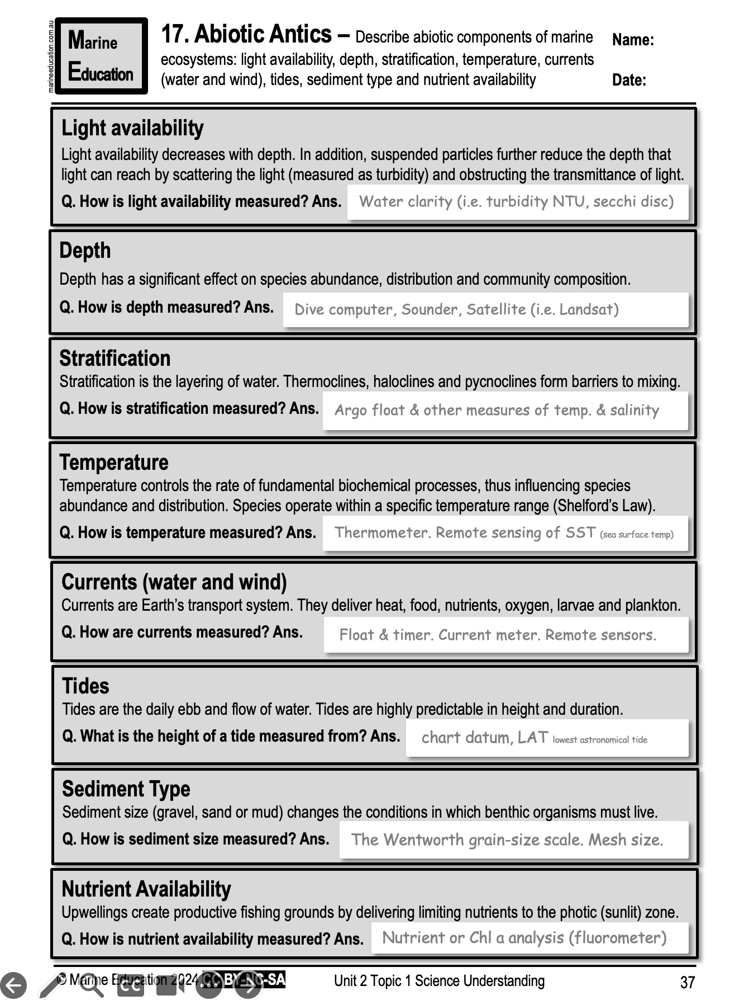 marineeducation.com.au
Marine
Education
17. Abiotic Antics – Describe abiotic components of marine
ecosystems: light availability, depth, stratification, temperature, currents
(water and wind), tides, sediment type and nutrient availability
Name:
Date:
Light availability
Light availability decreases with depth. In addition, suspended particles further reduce the depth that
light can reach by scattering the light (measured as turbidity) and obstructing the transmittance of light.
Q. How is light availability measured? Ans. Water clarity (i.e. turbidity NTU, secchi disc)
Depth
Depth has a significant effect on species abundance, distribution and community composition.
Q. How is depth measured? Ans. Dive computer, Sounder, Satellite (i.e. Landsat)
Stratification
Stratification is the layering of water. Thermoclines, haloclines and pycnoclines form barriers to mixing.
Q. How is stratification measured? Ans. Argo float & other measures of temp. & salinity
Temperature
Temperature controls the rate of fundamental biochemical processes, thus influencing species
abundance and distribution. Species operate within a specific temperature range (Shelford's Law).
Q. How is temperature measured? Ans. Thermometer. Remote sensing of SST (sea surface temp)
Currents (water and wind)
Currents are Earth's transport system. They deliver heat, food, nutrients, oxygen, larvae and plankton.
Q. How are currents measured? Ans. Float & timer. Current meter. Remote sensors.
Tides
Tides are the daily ebb and flow of water. Tides are highly predictable in height and duration.
Q. What is the height of a tide measured from? Ans. chart datum, LAT lowest astronomical tide
Sediment Type
Sediment size (gravel, sand or mud) changes the conditions in which benthic organisms must live.
Q. How is sediment size measured? Ans. The Wentworth grain-size scale. Mesh size.
Nutrient Availability
Upwellings create productive fishing grounds by delivering limiting nutrients to the photic (sunlit) zone.
Q. How is nutrient availability measured? Ans. Nutrient or Chl a analysis (fluorometer)
© Marine Education 2024 CC BY-NC-SA Unit 2 Topic 1 Science Understanding 37
CC